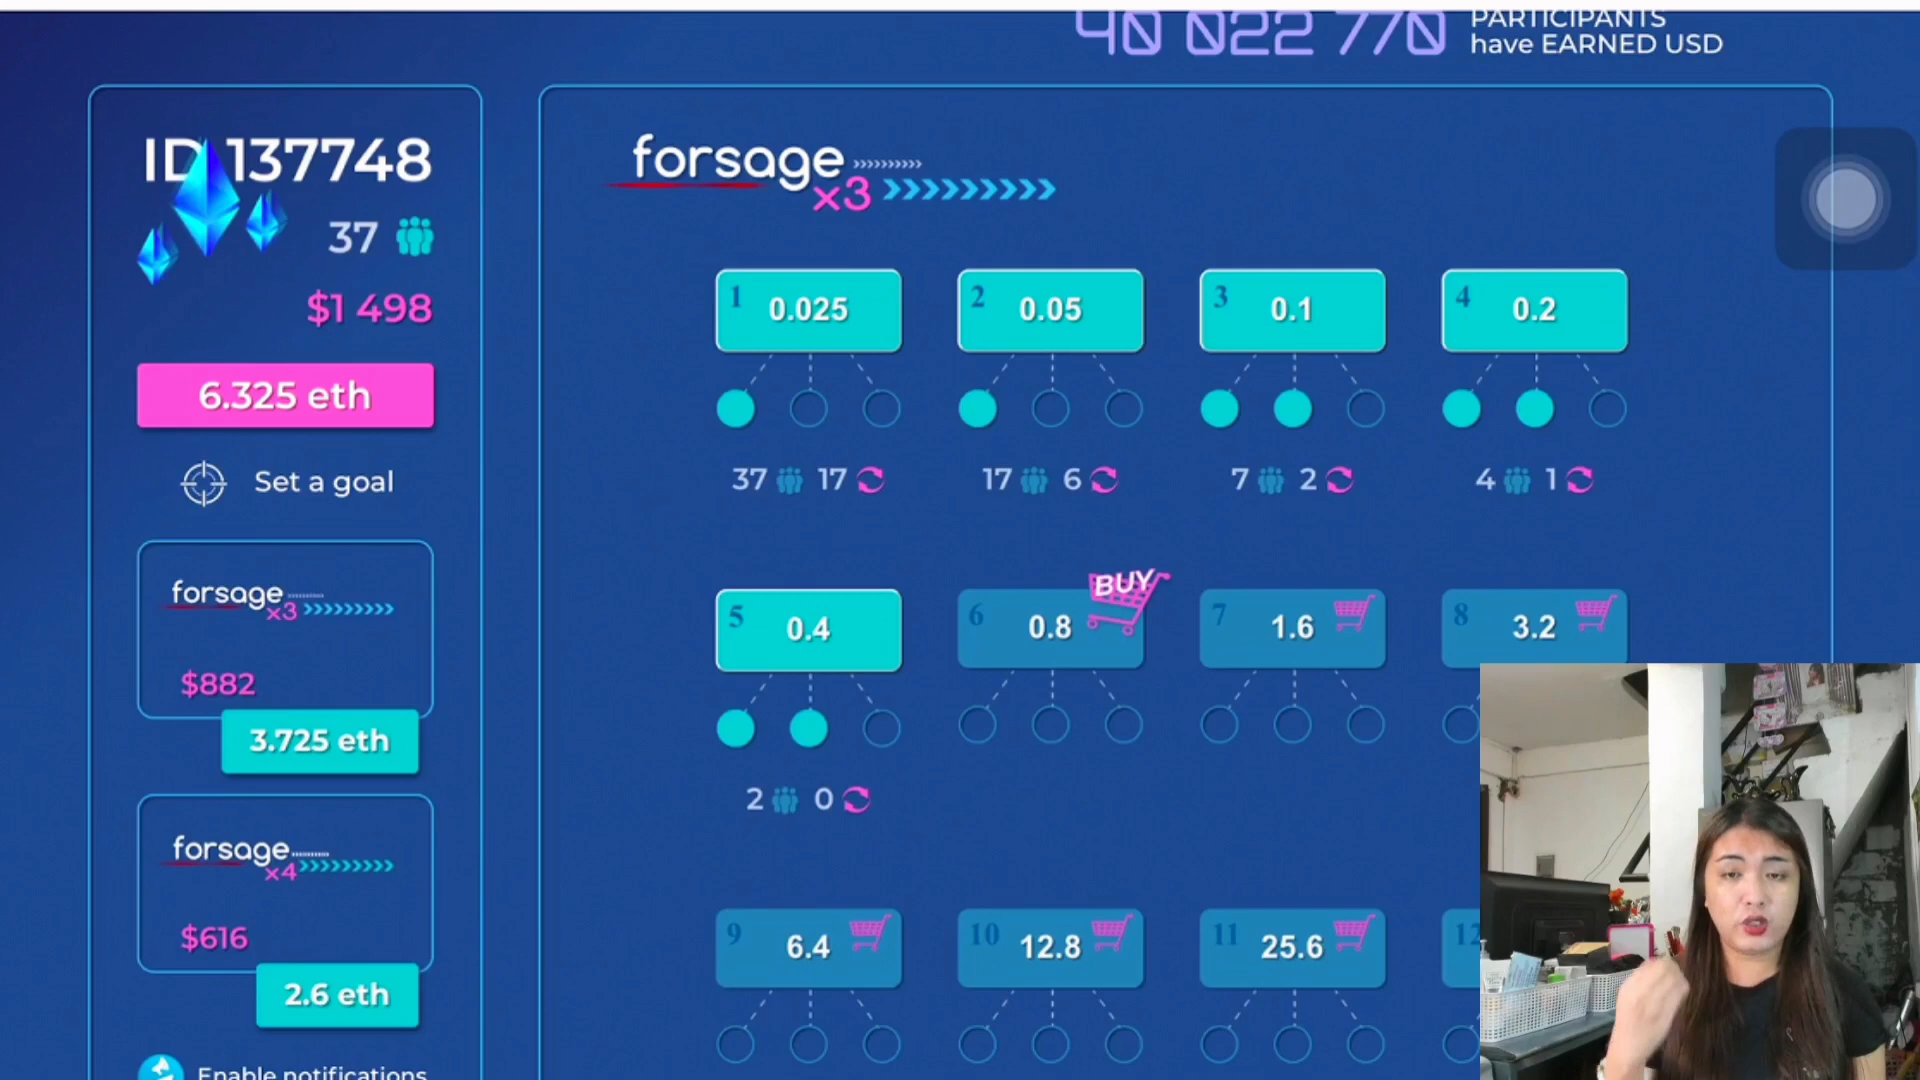 40 022 770
PARTICIPANTS
have EARNED USD
ID 137748
37
$1 498
6.325 eth
Set a goal
forsage
x3
$882
3.725 eth
forsage
x4
$616
2.6 eth
Enable notifications
forsage
x3
1 0.025
37 17
2 0.05
17 6
3 0.1
7 2
4 0.2
4 1
5 0.4
2 0
6 0.8
BUY
7 1.6
8 3.2
9 6.4
10 12.8
11 25.6
12